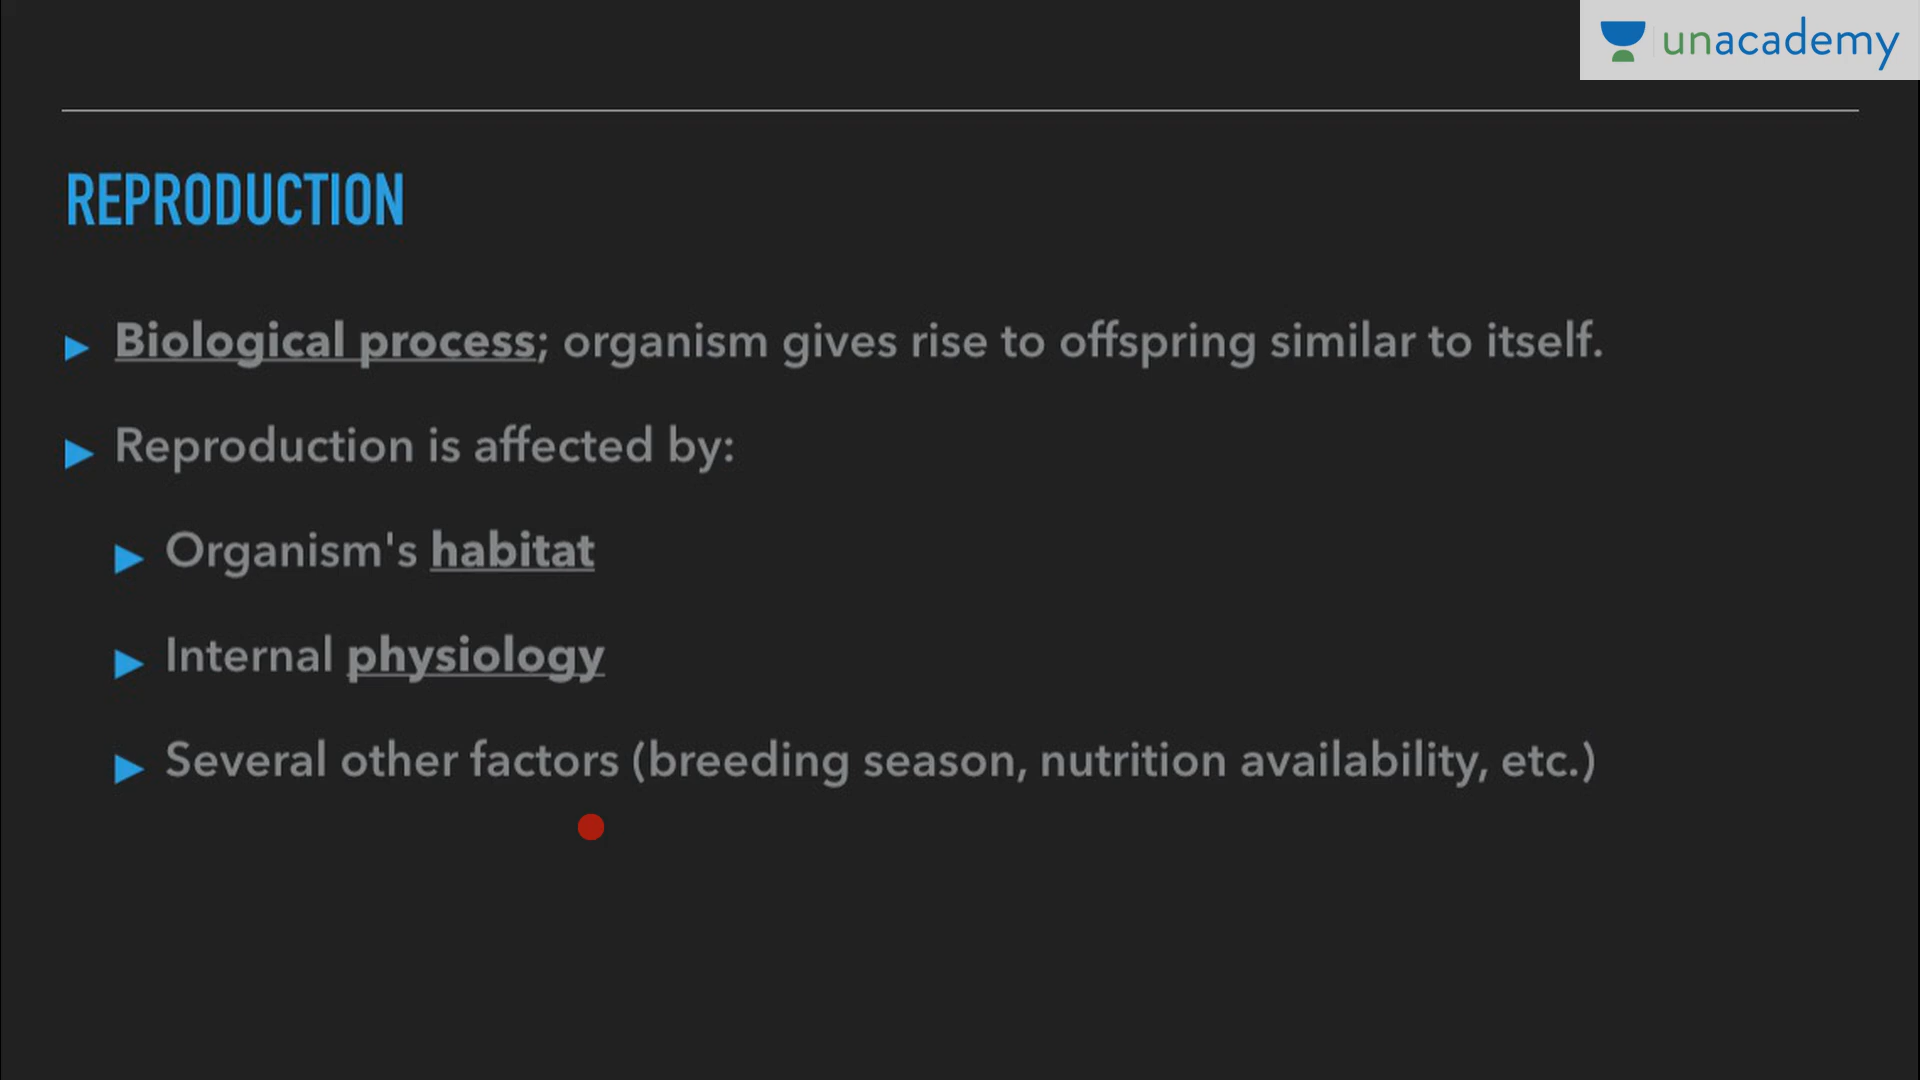 unacademy
REPRODUCTION
Biological process; organism gives rise to offspring similar to itself.
Reproduction is affected by:
Organism's habitat
Internal physiology
Several other factors (breeding season, nutrition availability, etc.)